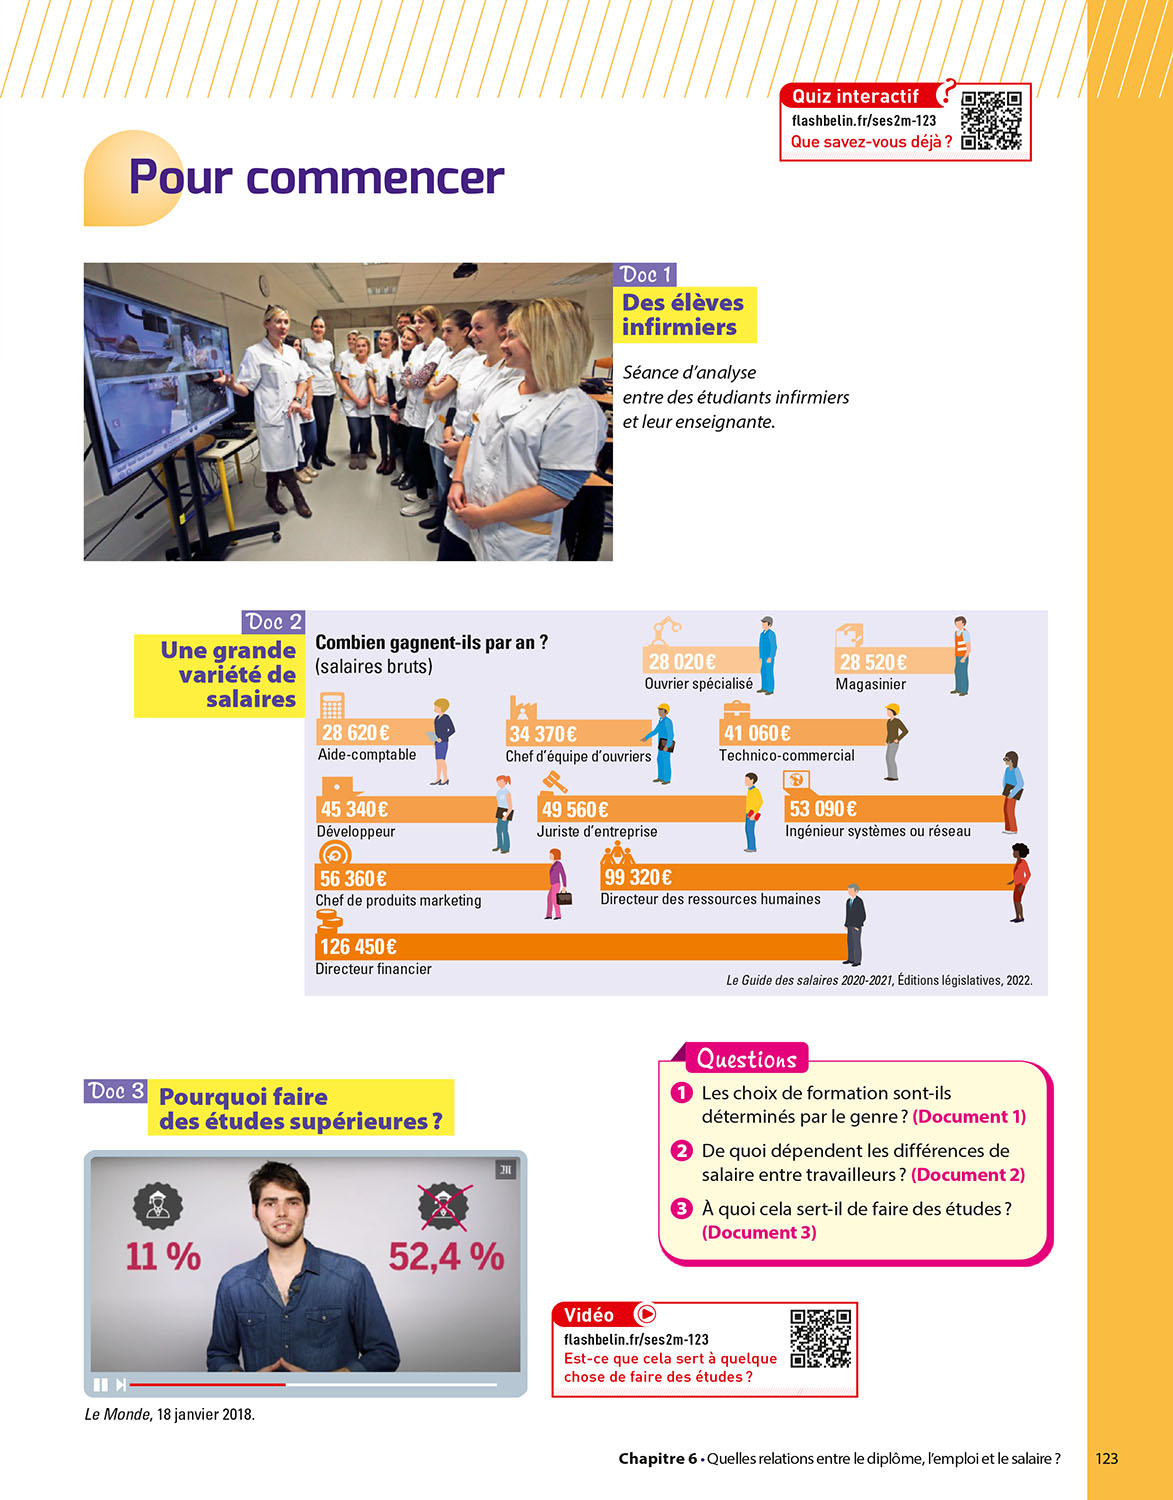 Quiz interactif ?
flashbelin.fr/ses2m-123
Que savez-vous déjà ?
Pour commencer
Doc 1
Des élèves
infirmiers
Séance d'analyse
entre des étudiants infirmiers
et leur enseignante.
Doc 2
Une grande
variété de
salaires
Combien gagnent-ils par an ?
(salaires bruts)
28 020 €
Ouvrier spécialisé
28 520 €
Magasinier
28 620 €
Aide-comptable
34 370 €
Chef d'équipe d'ouvriers
41 060 €
Technico-commercial
45 340 €
Développeur
49 560 €
Juriste d'entreprise
53 090 €
Ingénieur systèmes ou réseau
56 360 €
Chef de produits marketing
99 320 €
Directeur des ressources humaines
126 450 €
Directeur financier
Le Guide des salaires 2020-2021, Éditions législatives, 2022.
Doc 3
Pourquoi faire
des études supérieures ?
M
11 %
52,4 %
Le Monde, 18 janvier 2018.
Questions
1 Les choix de formation sont-ils
déterminés par le genre ? (Document 1)
2 De quoi dépendent les différences de
salaire entre travailleurs ? (Document 2)
3 À quoi cela sert-il de faire des études ?
(Document 3)
Vidéo
flashbelin.fr/ses2m-123
Est-ce que cela sert à quelque
chose de faire des études ?
Chapitre 6 • Quelles relations entre le diplôme, l'emploi et le salaire ? 123